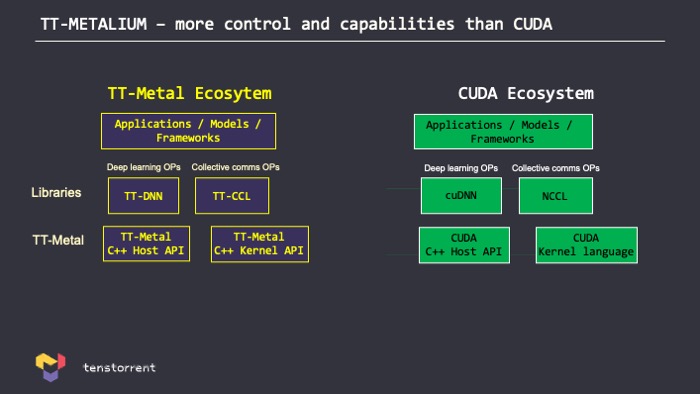 TT-METALIUM – more control and capabilities than CUDA
TT-Metal Ecosytem
CUDA Ecosystem
Applications / Models /
Frameworks
Applications / Models /
Frameworks
Deep learning OPs
Collective comms OPs
Deep learning OPs
Collective comms OPs
Libraries
TT-DNN
TT-CCL
cuDNN
NCCL
TT-Metal
TT-Metal
C++ Host API
TT-Metal
C++ Kernel API
CUDA
C++ Host API
CUDA
Kernel language
tenstorrent